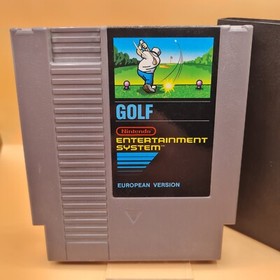 GOLF
Nintendo
ENTERTAINMENT
SYSTEM
EUROPEAN VERSION